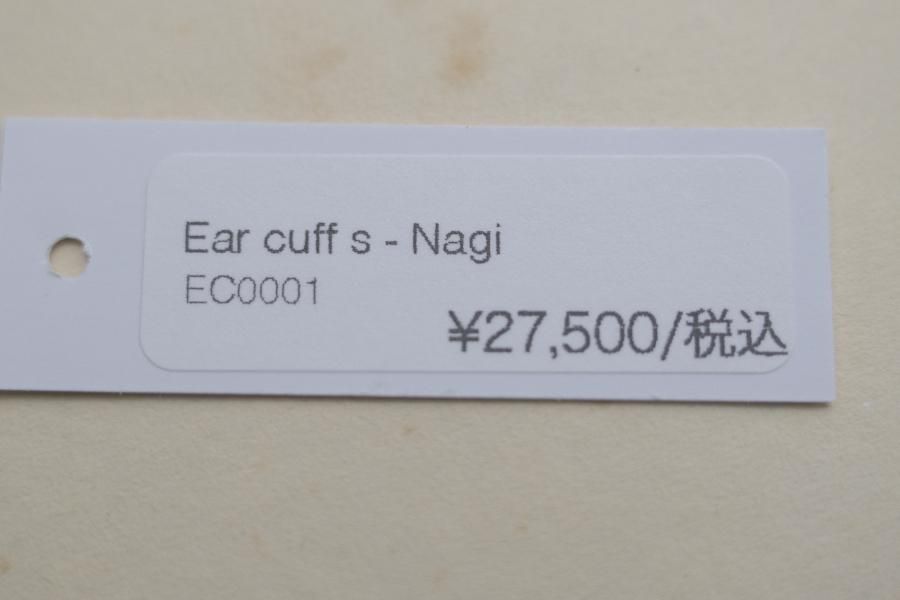 Ear cuff s - Nagi
EC0001
¥27,500/税込